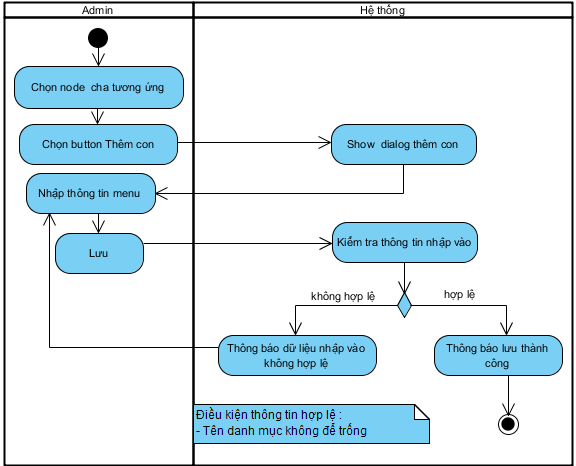 Admin
Hệ thống
Chọn node cha tương ứng
Chọn button Thêm con
Show dialog thêm con
Nhập thông tin menu
Lưu
Kiểm tra thông tin nhập vào
không hợp lệ
hợp lệ
Thông báo dữ liệu nhập vào
không hợp lệ
Thông báo lưu thành
công
Điều kiện thông tin hợp lệ :
- Tên danh mục không để trống